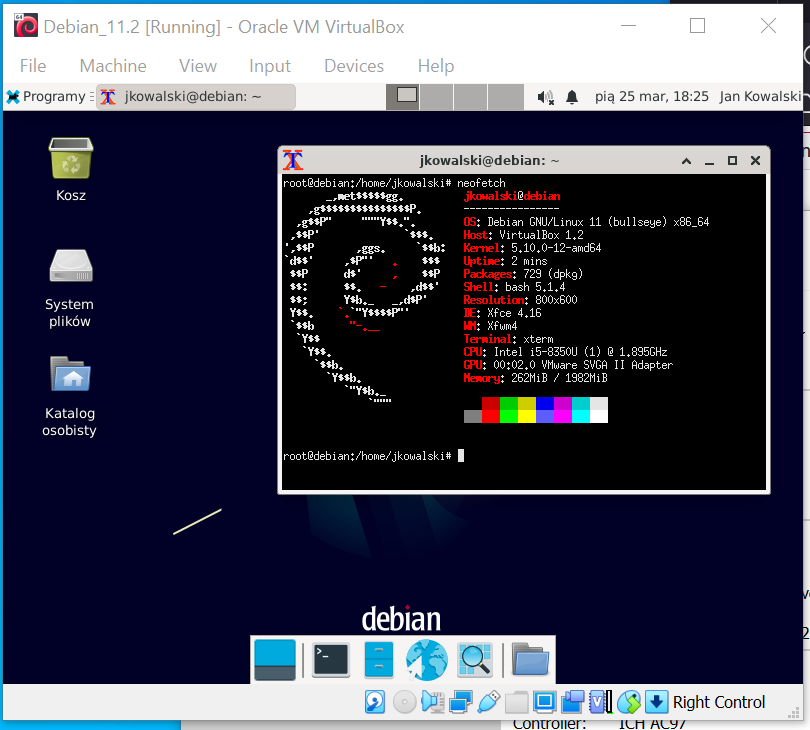 Debian_11.2 [Running] - Oracle VM VirtualBox
File Machine View Input Devices Help
Programy jkowalski@debian: ~ pią 25 mar, 18:25 Jan Kowalski
Kosz
System
plików
Katalog
osobisty
jkowalski@debian: ~
root@debian:/home/jkowalski# neofetch
jkowalski@debian
-----------------
OS: Debian GNU/Linux 11 (bullseye) x86_64
Host: VirtualBox 1.2
Kernel: 5.10.0-12-amd64
Uptime: 2 mins
Packages: 729 (dpkg)
Shell: bash 5.1.4
Resolution: 800x600
DE: Xfce 4.16
WM: Xfwm4
Terminal: xterm
CPU: Intel i5-8350U (1) @ 1.895GHz
GPU: 00:02.0 VMware SVGA II Adapter
Memory: 262MiB / 1982MiB
root@debian:/home/jkowalski#
debian
Right Control
Controller: ICH AC97